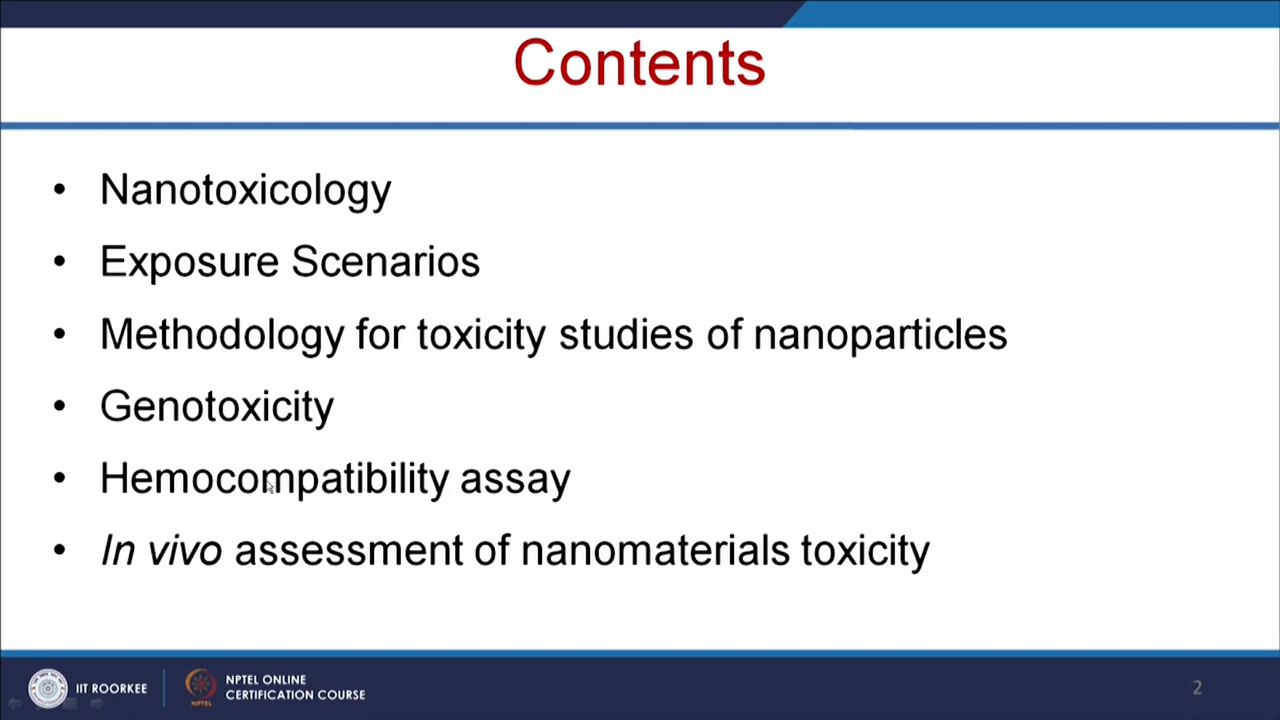 Contents
• Nanotoxicology
• Exposure Scenarios
• Methodology for toxicity studies of nanoparticles
• Genotoxicity
• Hemocompatibility assay
• In vivo assessment of nanomaterials toxicity
IIT ROORKEE
NPTEL
NPTEL ONLINE
CERTIFICATION COURSE
2